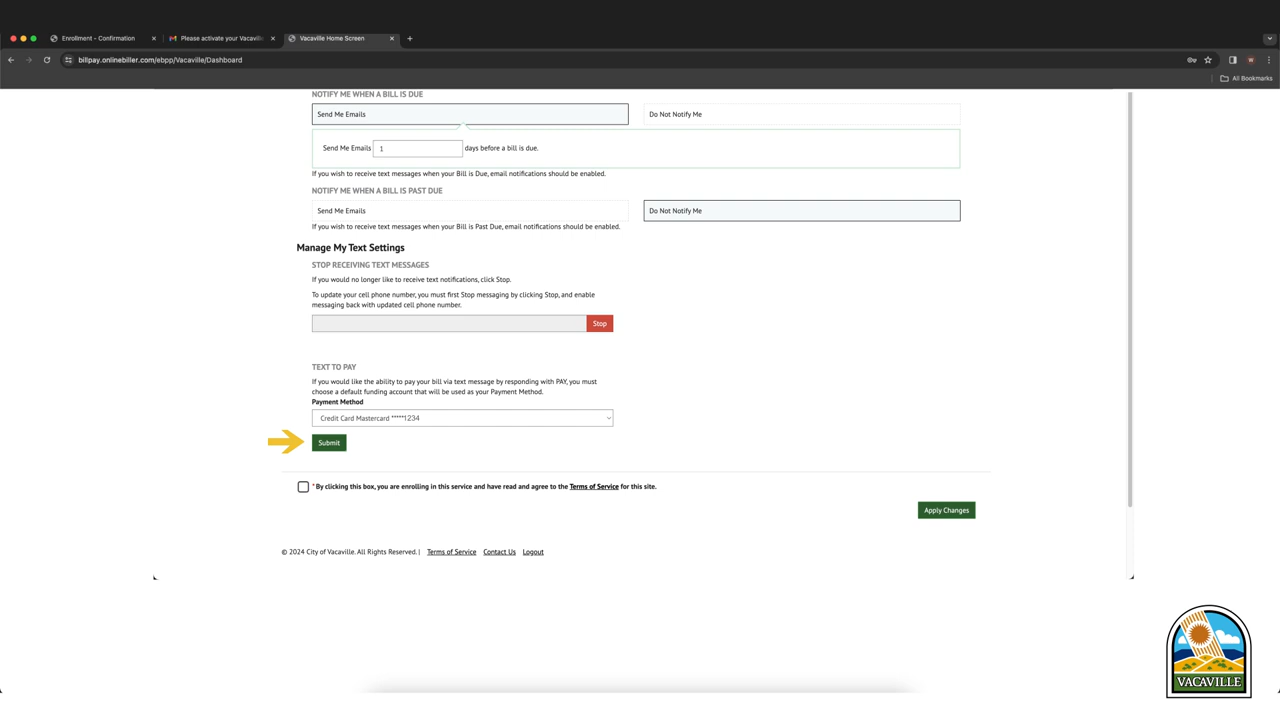 Enrollment – Confirmation
Please activate your Vacavill
Vacaville Home Screen
billpay.onlinebiller.com/ebpp/Vacaville/Dashboard
W
All Bookmarks
NOTIFY ME WHEN A BILL IS DUE
Send Me Emails
Do Not Notify Me
Send Me Emails 1 days before a bill is due.
If you wish to receive text messages when your Bill is Due, email notifications should be enabled.
NOTIFY ME WHEN A BILL IS PAST DUE
Send Me Emails
Do Not Notify Me
If you wish to receive text messages when your Bill is Past Due, email notifications should be enabled.
Manage My Text Settings
STOP RECEIVING TEXT MESSAGES
If you would no longer like to receive text notifications, click Stop.
To update your cell phone number, you must first Stop messaging by clicking Stop, and enable
messaging back with updated cell phone number.
Stop
TEXT TO PAY
If you would like the ability to pay your bill via text message by responding with PAY, you must
choose a default funding account that will be used as your Payment Method.
Payment Method
Credit Card Mastercard *****1234
Submit
* By clicking this box, you are enrolling in this service and have read and agree to the Terms of Service for this site.
Apply Changes
© 2024 City of Vacaville. All Rights Reserved. | Terms of Service Contact Us Logout
VACAVILLE